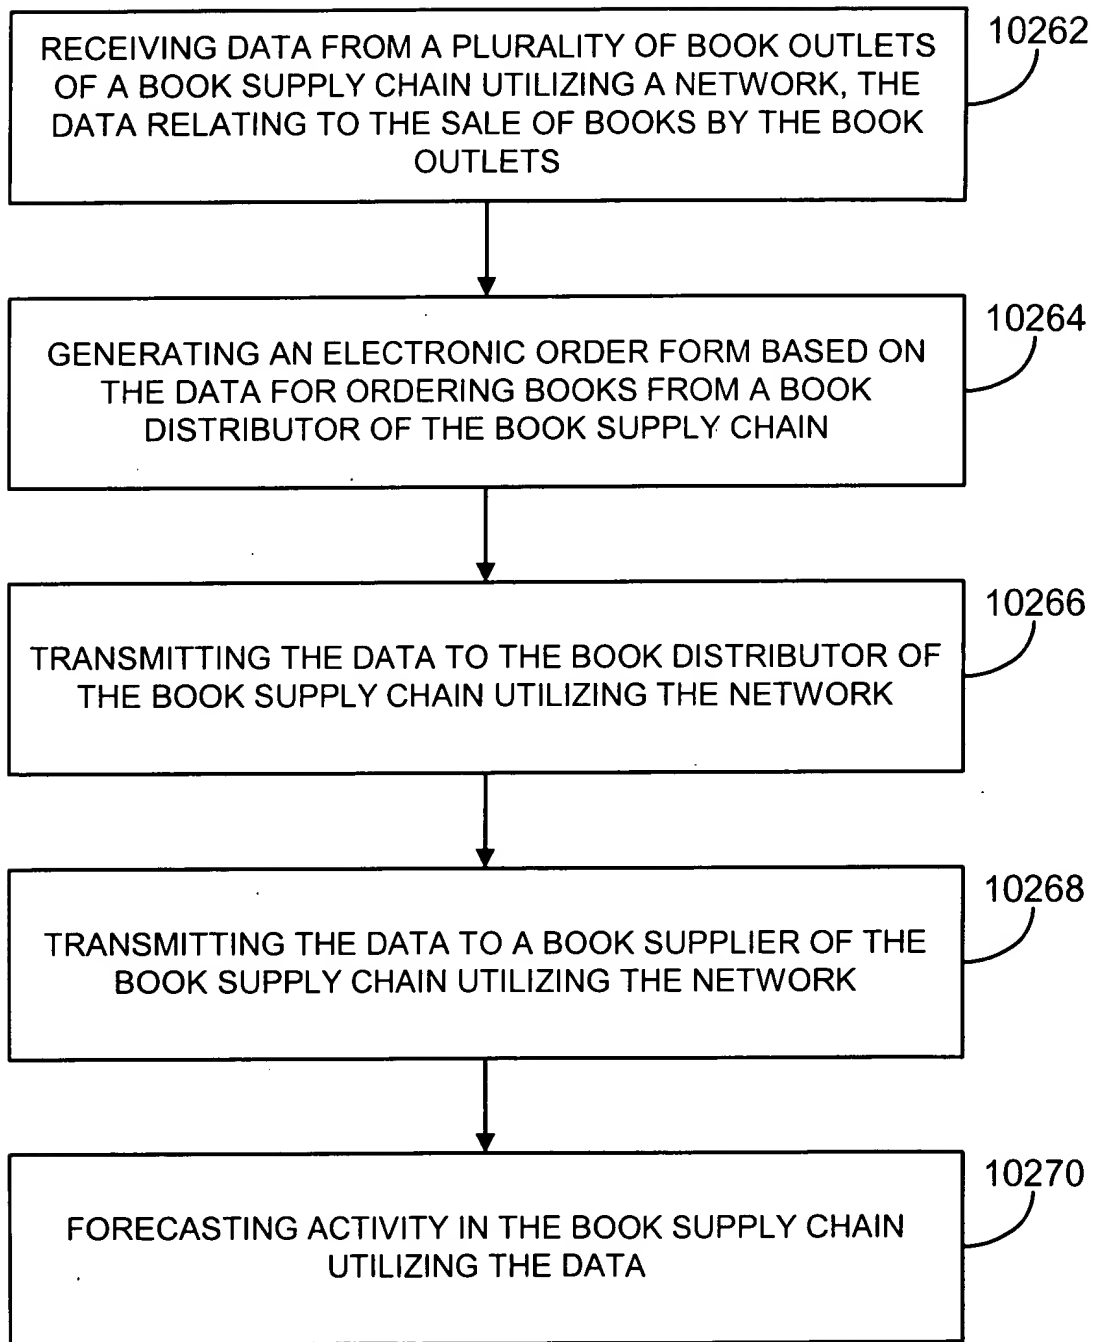 RECEIVING DATA FROM A PLURALITY OF BOOK OUTLETS
OF A BOOK SUPPLY CHAIN UTILIZING A NETWORK, THE
DATA RELATING TO THE SALE OF BOOKS BY THE BOOK
OUTLETS
10262
GENERATING AN ELECTRONIC ORDER FORM BASED ON
THE DATA FOR ORDERING BOOKS FROM A BOOK
DISTRIBUTOR OF THE BOOK SUPPLY CHAIN
10264
TRANSMITTING THE DATA TO THE BOOK DISTRIBUTOR OF
THE BOOK SUPPLY CHAIN UTILIZING THE NETWORK
10266
TRANSMITTING THE DATA TO A BOOK SUPPLIER OF THE
BOOK SUPPLY CHAIN UTILIZING THE NETWORK
10268
FORECASTING ACTIVITY IN THE BOOK SUPPLY CHAIN
UTILIZING THE DATA
10270